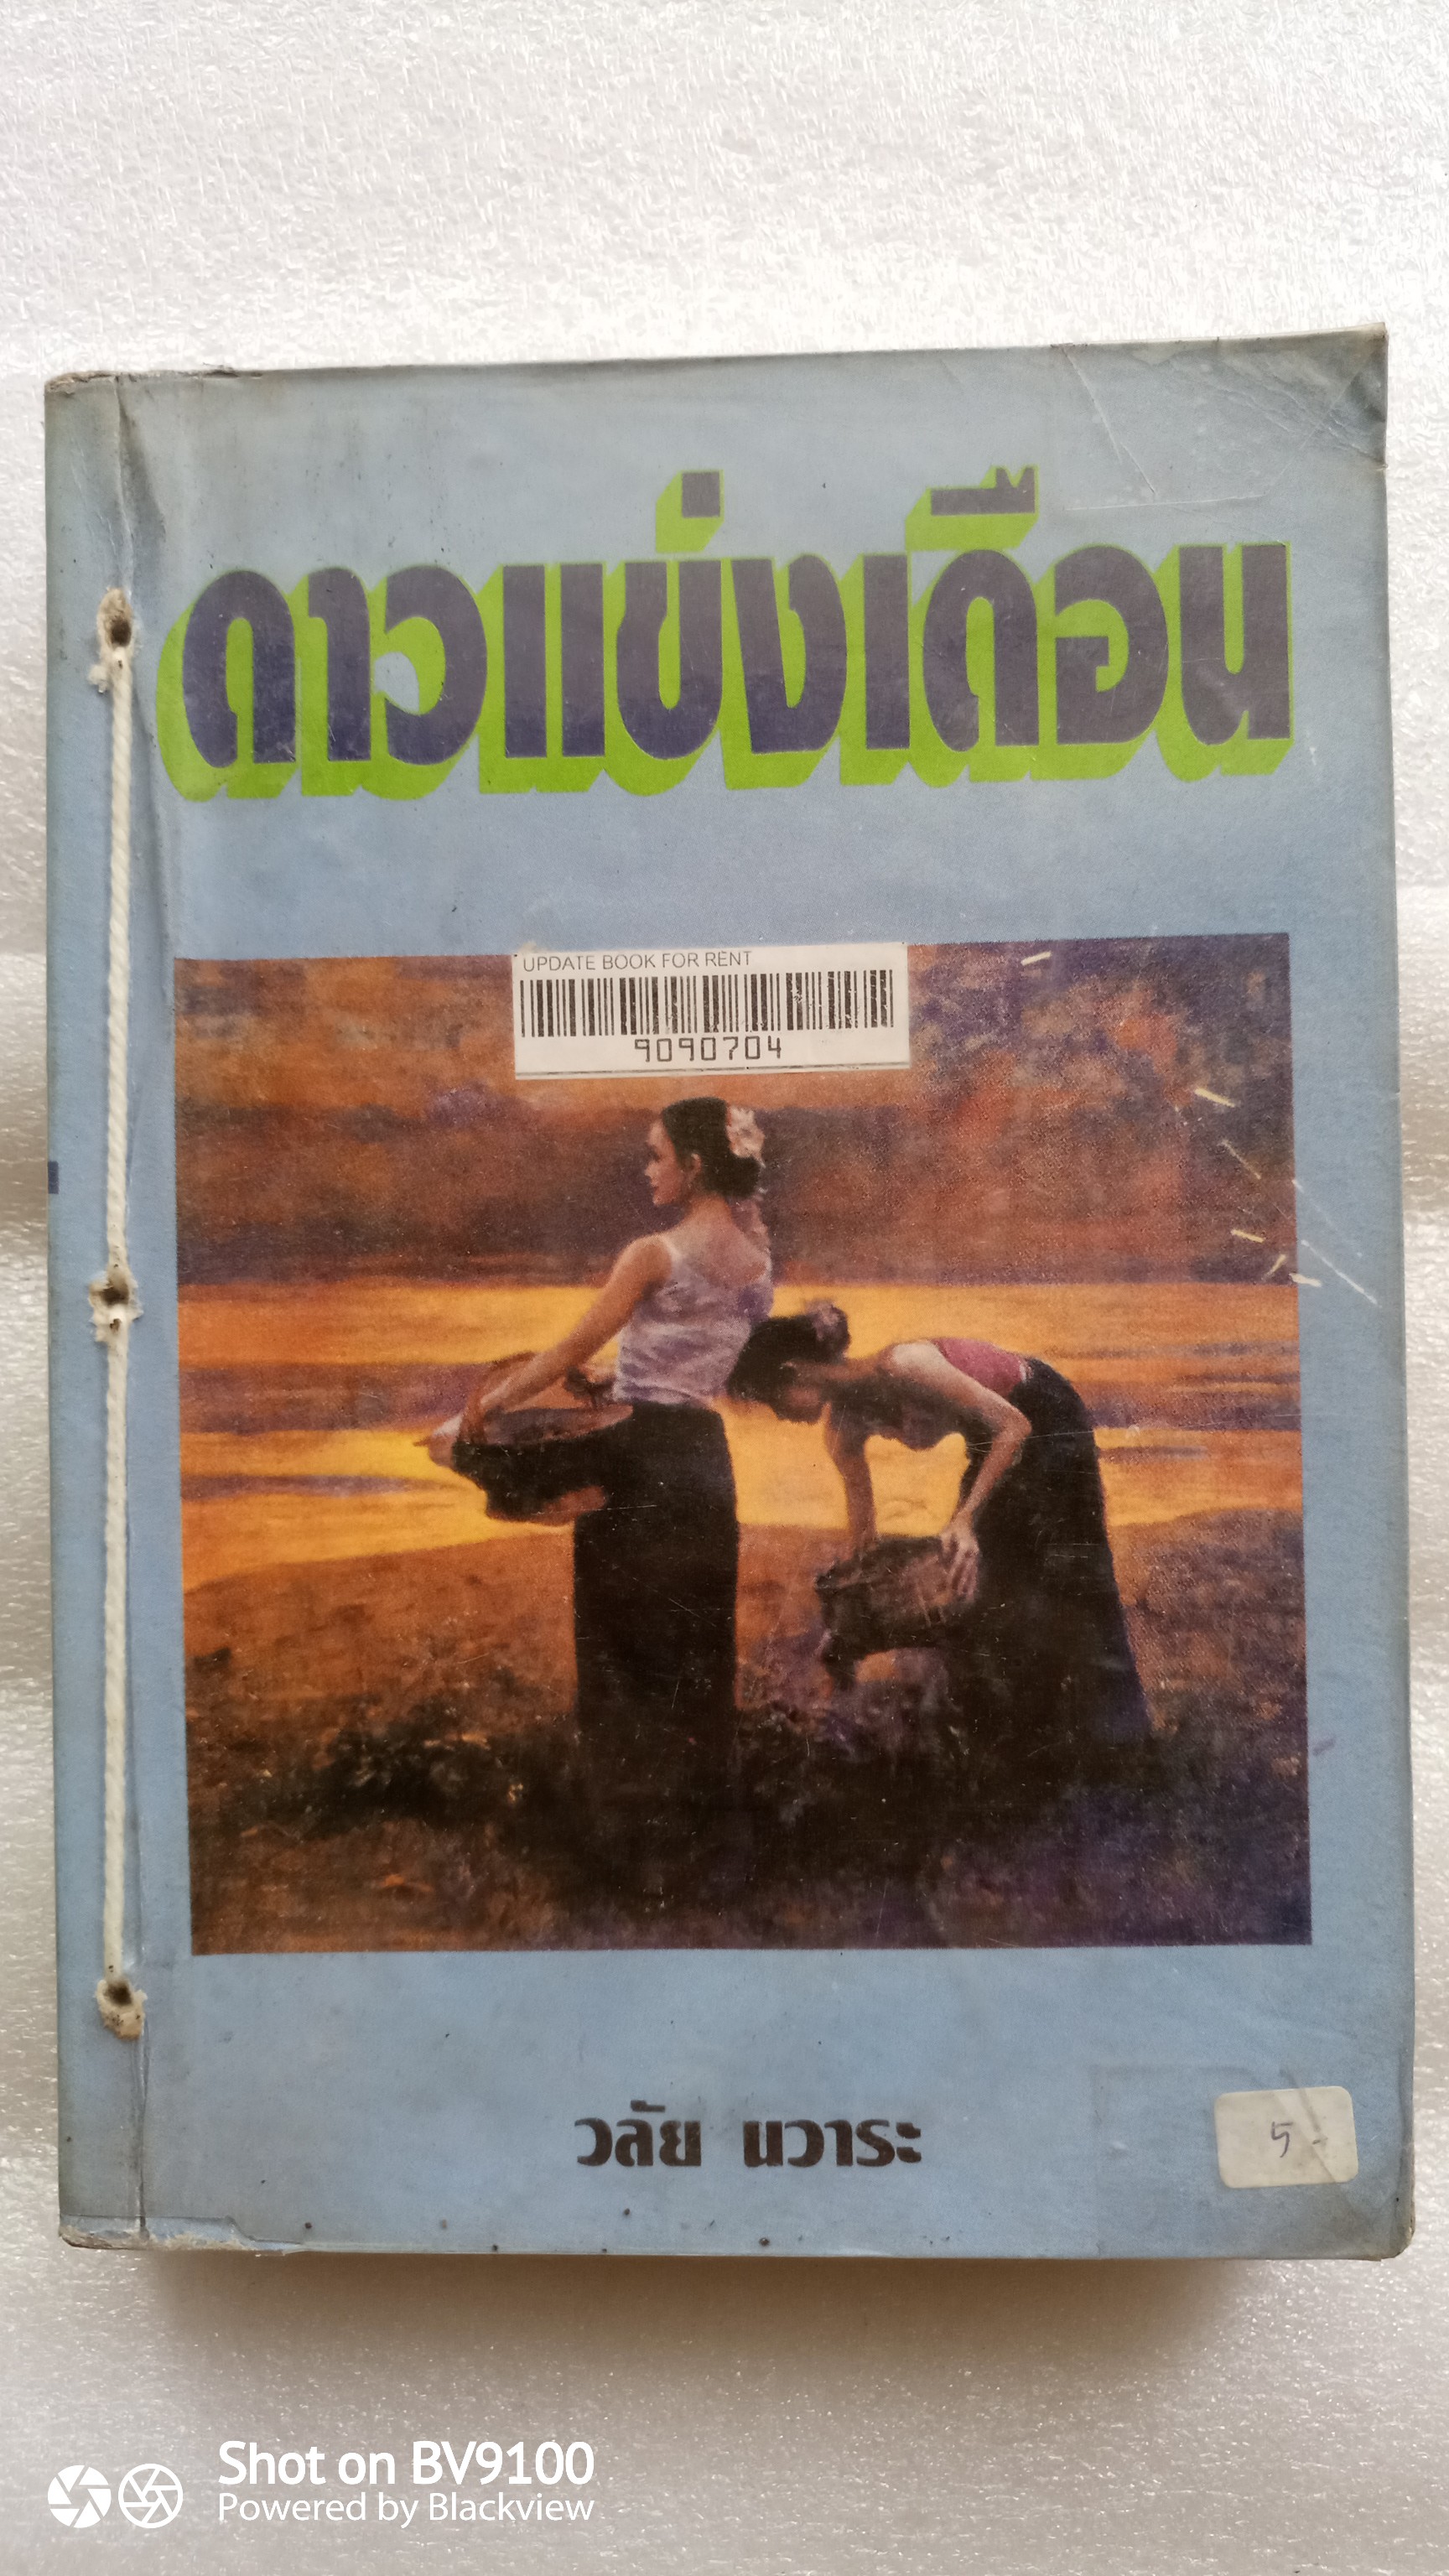 ดาวแข่งเดือน
UPDATE BOOK FOR RENT
9090704
วลัย นวาระ
5 -
Shot on BV9100
Powered by Blackview